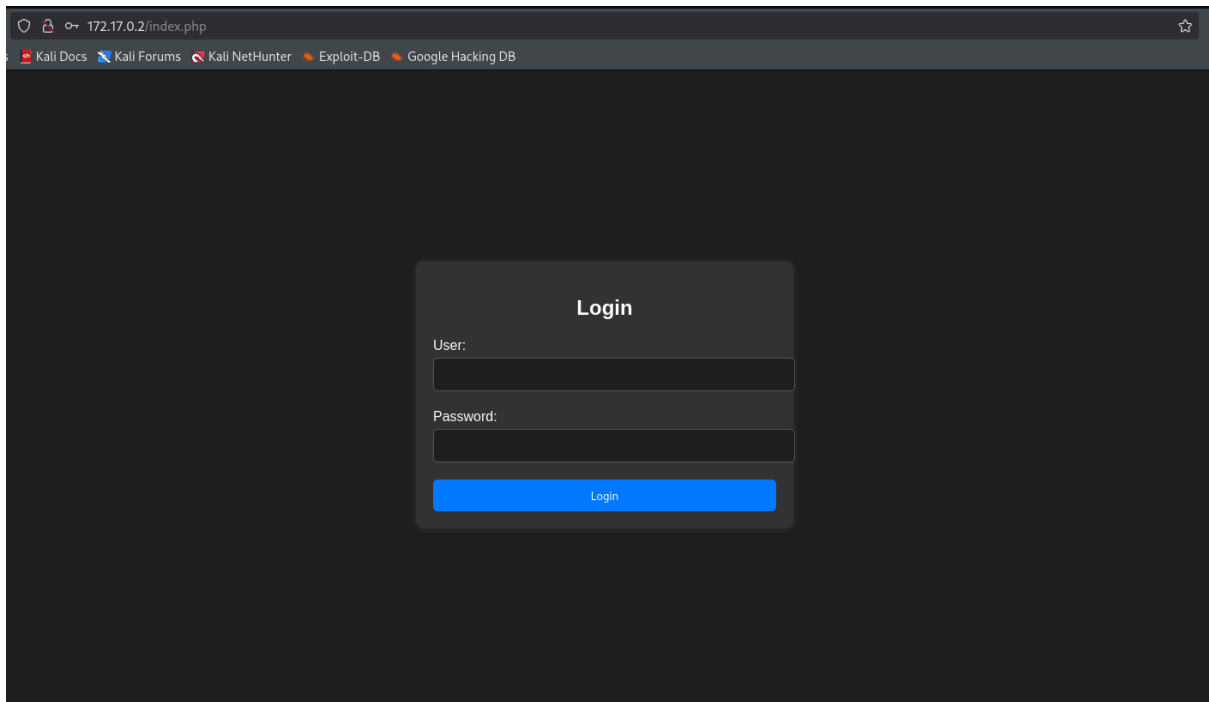 172.17.0.2/index.php
Kali Docs Kali Forums Kali NetHunter Exploit-DB Google Hacking DB
Login
User:
Password:
Login